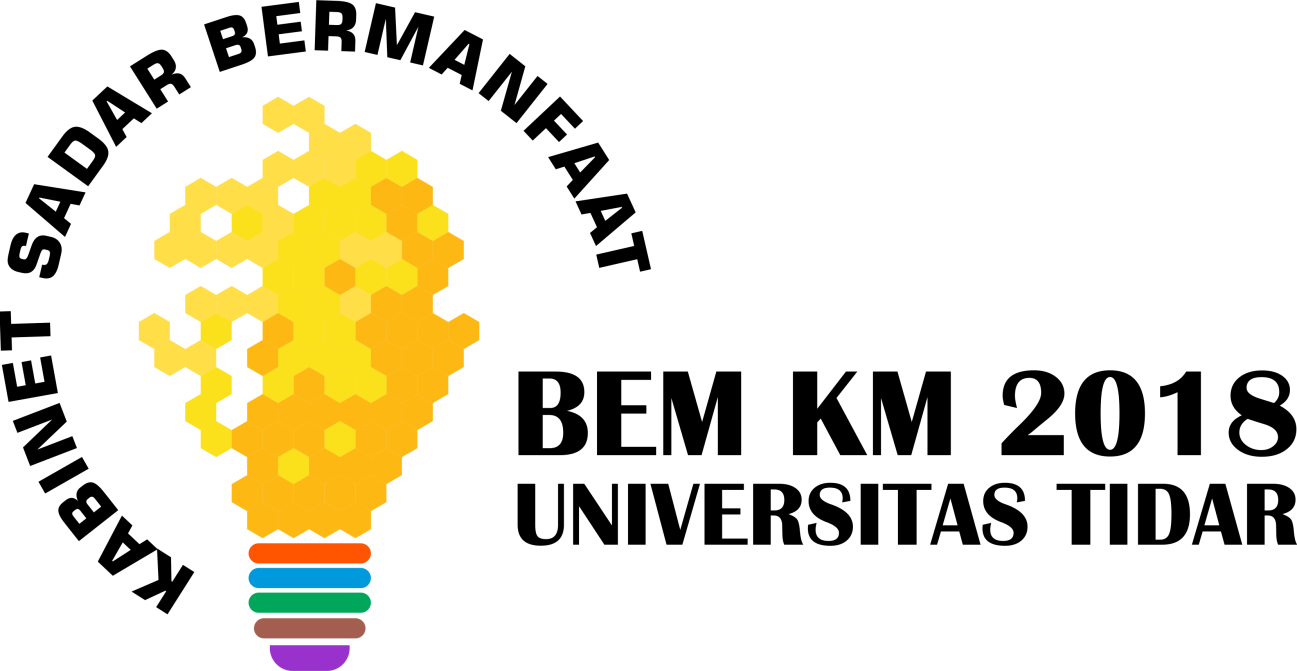 KABINET SADAR BERMANFAAT
BEM KM 2018
UNIVERSITAS TIDAR